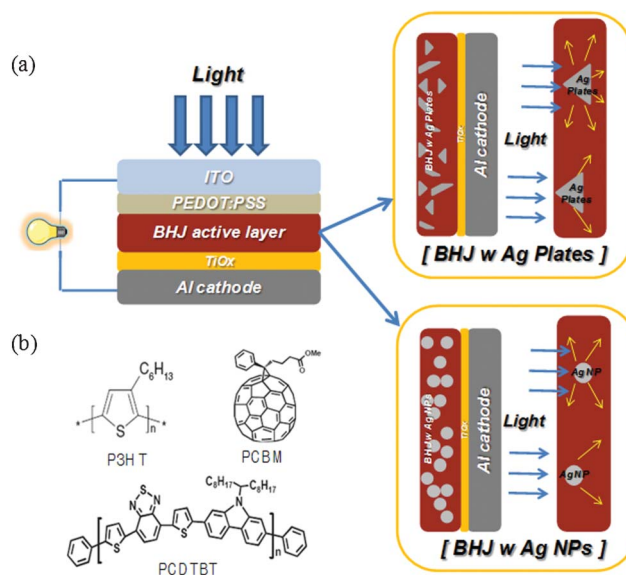 (a)
Light
ITO
PEDOT:PSS
BHJ active layer
TiOx
Al cathode
BHJ w Ag Plates
TiOx
Al cathode
Light
Ag
Plates
Ag
Plates
[ BHJ w Ag Plates ]
BHJ w Ag NPs
TiOx
Al cathode
Light
Ag NP
Ag NP
[ BHJ w Ag NPs ]
(b)
C6H13
*
S
n
*
P3HT
OMe
O
PCBM
S
N N
C8H17 C8H17
N
S
S
n
PCDTBT